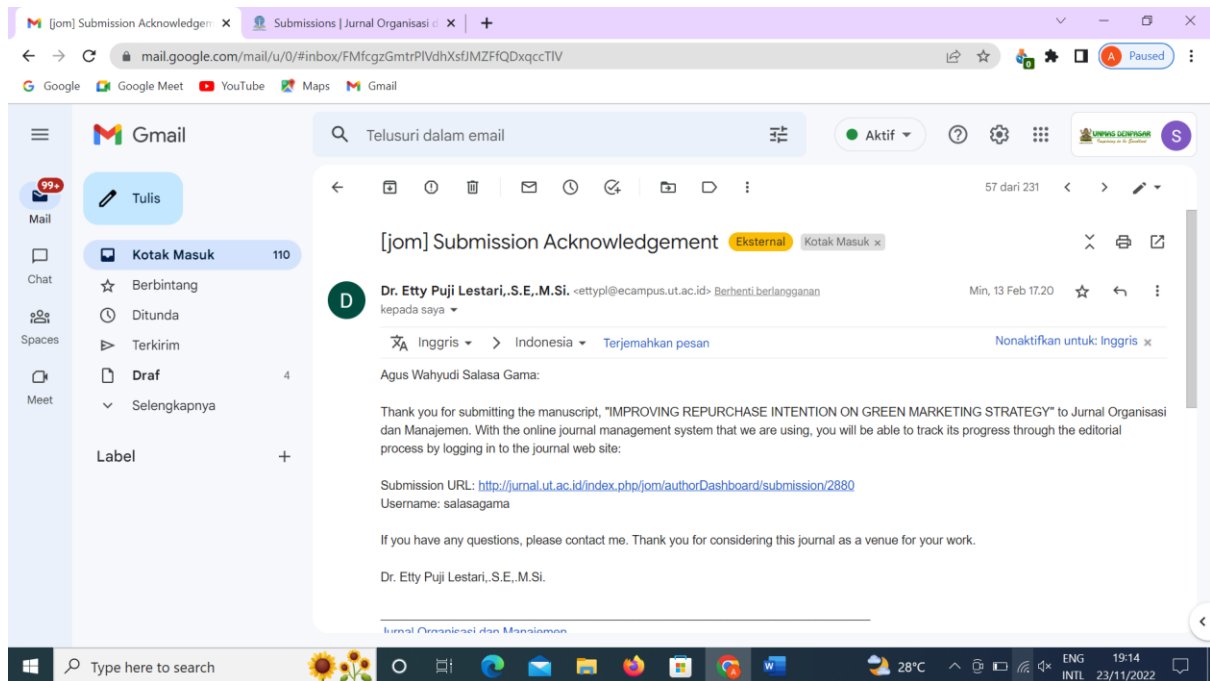 [jom] Submission Acknowledgem
Submissions | Jurnal Organisasi d
mail.google.com/mail/u/0/#inbox/FMfcgzGmtrPlVdhXsfJMZFfQDxqccTlV
A Paused
Google Google Meet YouTube Maps Gmail
Gmail
Telusuri dalam email
Aktif
UNMAS DENPASAR
S
99+
Mail
Chat
Spaces
Meet
Tulis
Kotak Masuk 110
Berbintang
Ditunda
Terkirim
Draf 4
Selengkapnya
Label +
57 dari 231
[jom] Submission Acknowledgement Eksternal Kotak Masuk ×
D
Dr. Etty Puji Lestari,.S.E,.M.Si. <ettypl@ecampus.ut.ac.id> Berhenti berlangganan Min, 13 Feb 17.20
kepada saya
Inggris > Indonesia Terjemahkan pesan Nonaktifkan untuk: Inggris ×
Agus Wahyudi Salasa Gama:
Thank you for submitting the manuscript, "IMPROVING REPURCHASE INTENTION ON GREEN MARKETING STRATEGY" to Jurnal Organisasi
dan Manajemen. With the online journal management system that we are using, you will be able to track its progress through the editorial
process by logging in to the journal web site:
Submission URL: http://jurnal.ut.ac.id/index.php/jom/authorDashboard/submission/2880
Username: salasagama
If you have any questions, please contact me. Thank you for considering this journal as a venue for your work.
Dr. Etty Puji Lestari,.S.E,.M.Si.
Jurnal Organisasi dan Manajemen
Type here to search
28°C
ENG
INTL
19:14
23/11/2022